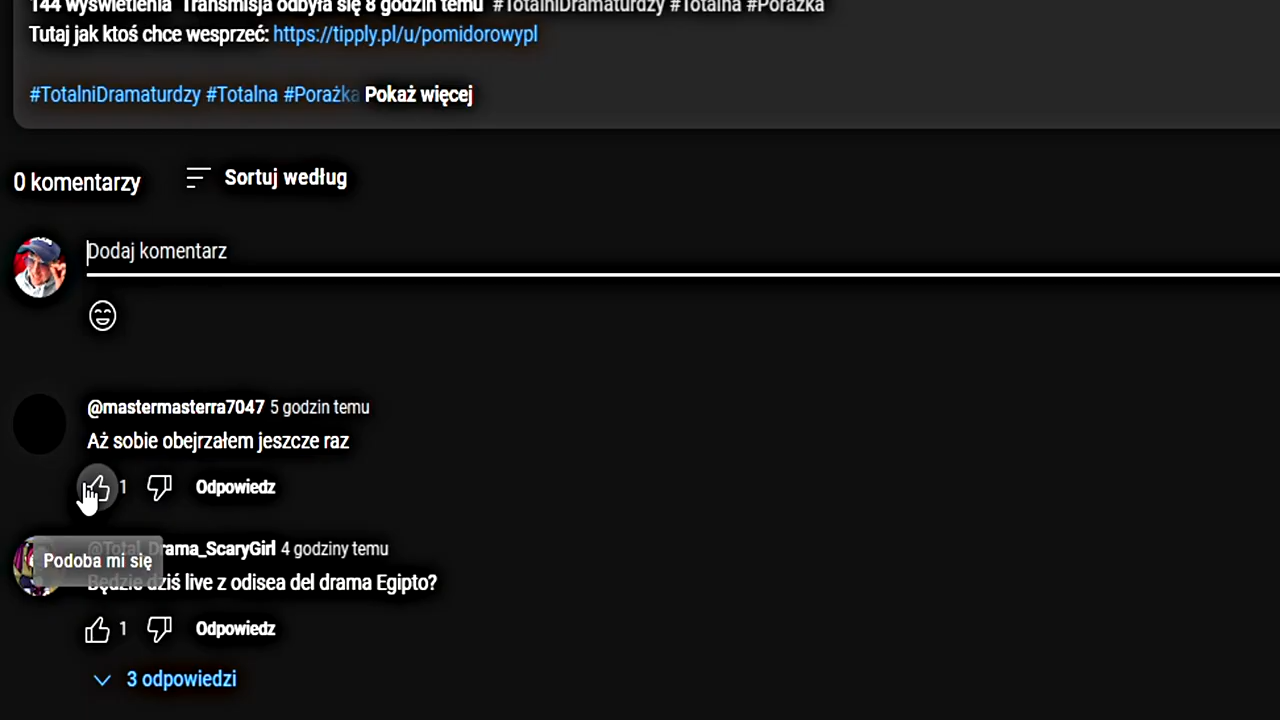 144 wyświetlenia Transmisja odbyła się 8 godzin temu #TotalniDramaturdzy #Totalna #Porażka
Tutaj jak ktoś chce wesprzeć: https://tipply.pl/u/pomidorowypl
#TotalniDramaturdzy #Totalna #Porażka Pokaż więcej
0 komentarzy Sortuj według
Dodaj komentarz
@mastermasterra7047 5 godzin temu
Aż sobie obejrzałem jeszcze raz
1 Odpowiedz
@Total_Drama_ScaryGirl 4 godziny temu
Podoba mi się
Będzie dziś live z odisea del drama Egipto?
1 Odpowiedz
3 odpowiedzi